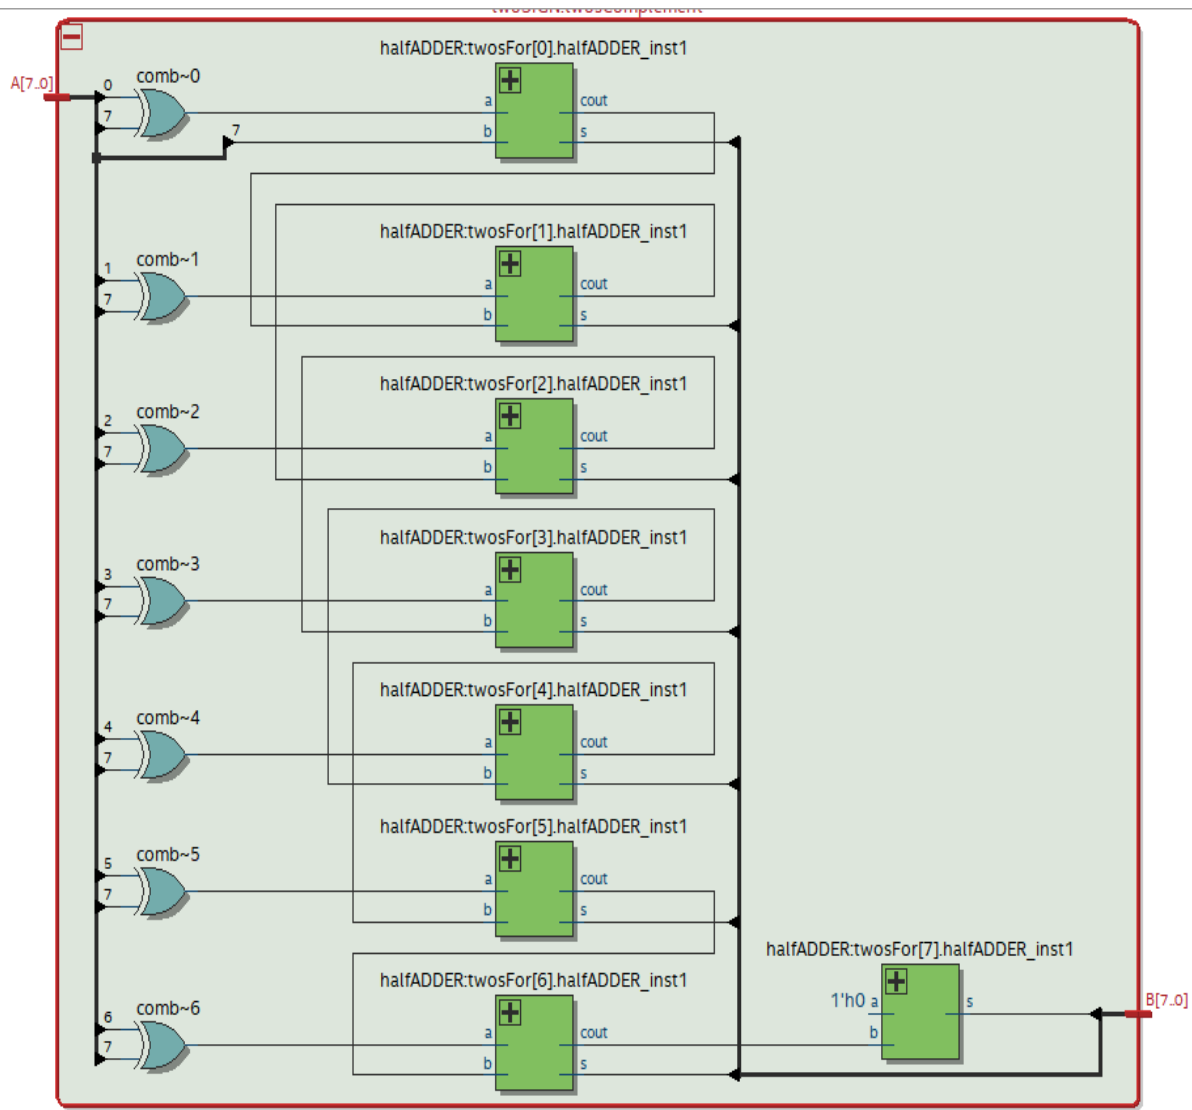 halfADDER:twosFor[0].halfADDER_inst1
comb~0
A[7..0]
0
7
a
cout
b
s
7
halfADDER:twosFor[1].halfADDER_inst1
comb~1
1
7
a
cout
b
s
halfADDER:twosFor[2].halfADDER_inst1
comb~2
2
7
a
cout
b
s
halfADDER:twosFor[3].halfADDER_inst1
comb~3
3
7
a
cout
b
s
halfADDER:twosFor[4].halfADDER_inst1
comb~4
4
7
a
cout
b
s
halfADDER:twosFor[5].halfADDER_inst1
comb~5
5
7
a
cout
b
s
halfADDER:twosFor[7].halfADDER_inst1
halfADDER:twosFor[6].halfADDER_inst1
1'h0 a
s
B[7..0]
comb~6
6
7
a
cout
b
b
s